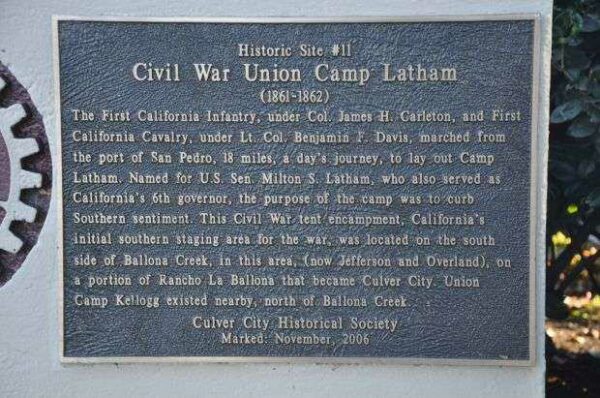 Historic Site #11
Civil War Union Camp Latham
(1861-1862)
The First California Infantry, under Col. James H. Carleton, and First
California Cavalry, under Lt. Col. Benjamin F. Davis, marched from
the port of San Pedro, 18 miles, a day's journey, to lay out Camp
Latham. Named for U.S. Sen. Milton S. Latham, who also served as
California's 6th governor, the purpose of the camp was to curb
Southern sentiment. This Civil War tent encampment, California's
initial southern staging area for the war, was located on the south
side of Ballona Creek, in this area, (now Jefferson and Overland), on
a portion of Rancho La Ballona that became Culver City. Union
Camp Kellogg existed nearby, north of Ballona Creek.
Culver City Historical Society
Marked: November, 2006